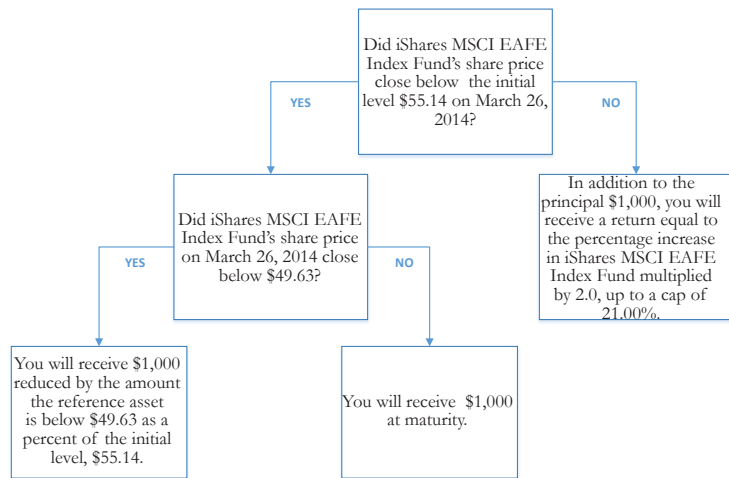 Did iShares MSCI EAFE
Index Fund's share price
close below the initial
level $55.14 on March 26,
2014?
YES
NO
Did iShares MSCI EAFE
Index Fund's share price
on March 26, 2014 close
below $49.63?
In addition to the
principal $1,000, you will
receive a return equal to
the percentage increase
in iShares MSCI EAFE
Index Fund multiplied
by 2.0, up to a cap of
21.00%.
YES
NO
You will receive $1,000
reduced by the amount
the reference asset
is below $49.63 as a
percent of the initial
level, $55.14.
You will receive $1,000
at maturity.